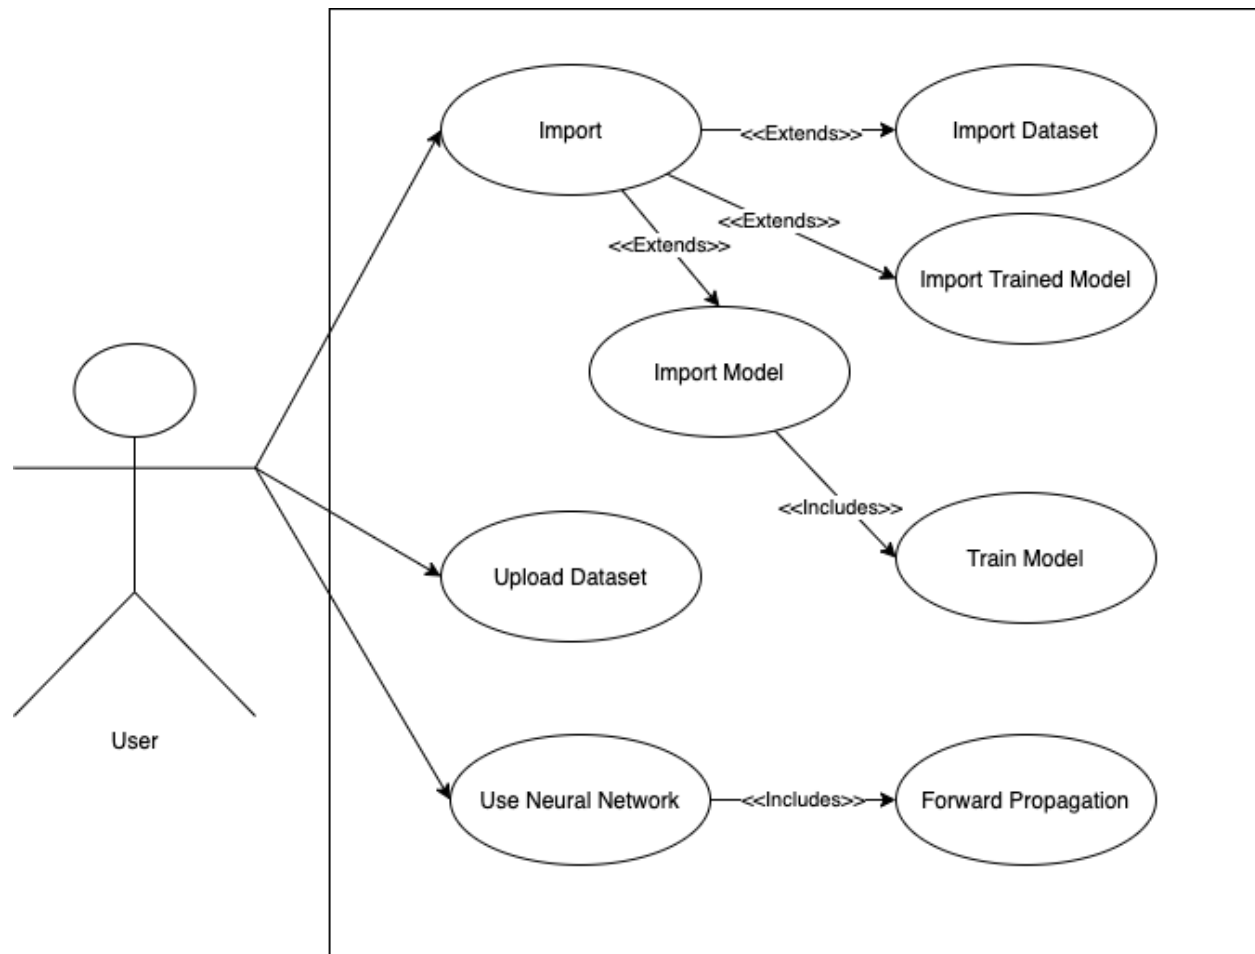 Import
<<Extends>>
Import Dataset
<<Extends>>
<<Extends>>
Import Trained Model
Import Model
<<Includes>>
Train Model
Upload Dataset
User
Use Neural Network
<<Includes>>
Forward Propagation